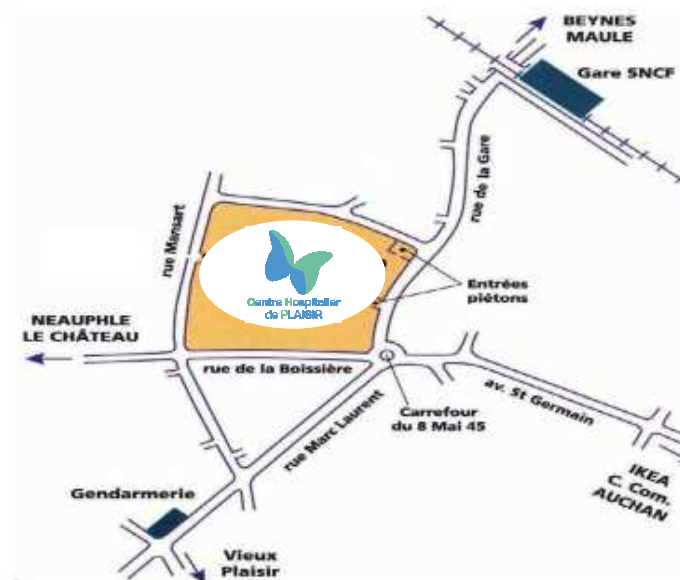 BEYNES
MAULE
Gare SNCF
rue de la Gare
rue Mansart
Centre Hospitalier
de PLAISIR
Entrées
piétons
NEAUPHLE
LE CHÂTEAU
rue de la Boissière
av. St Germain
Carrefour
du 8 Mai 45
rue Marc Laurent
IKEA
C. Com.
AUCHAN
Gendarmerie
Vieux
Plaisir